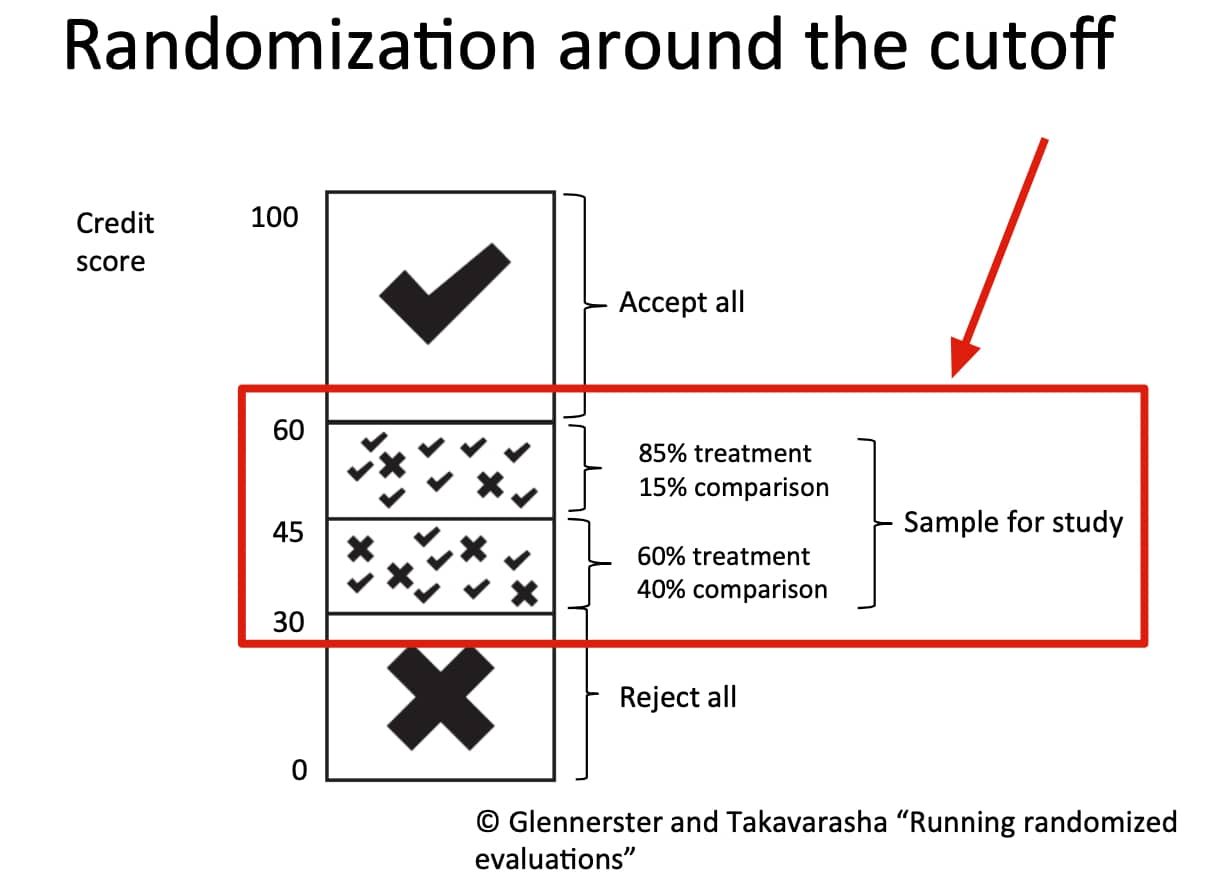 Randomization around the cutoff
Credit
score
100
Accept all
60
85% treatment
15% comparison
45
Sample for study
60% treatment
40% comparison
30
Reject all
0
© Glennerster and Takavarasha “Running randomized
evaluations”